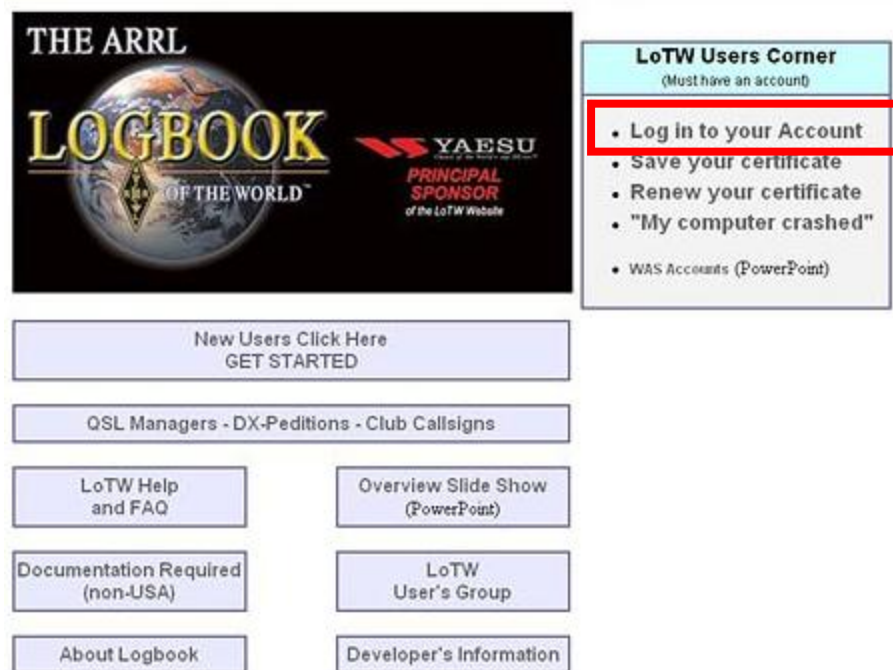 THE ARRL
LOGBOOK
OF THE WORLD
YAESU
PRINCIPAL
SPONSOR
of the LoTW Website
LoTW Users Corner
(Must have an account)
• Log in to your Account
• Save your certificate
• Renew your certificate
• "My computer crashed"
• WAS Accounts (PowerPoint)
New Users Click Here
GET STARTED
QSL Managers - DX-Peditions - Club Callsigns
LoTW Help
and FAQ
Overview Slide Show
(PowerPoint)
Documentation Required
(non-USA)
LoTW
User's Group
About Logbook
Developer's Information